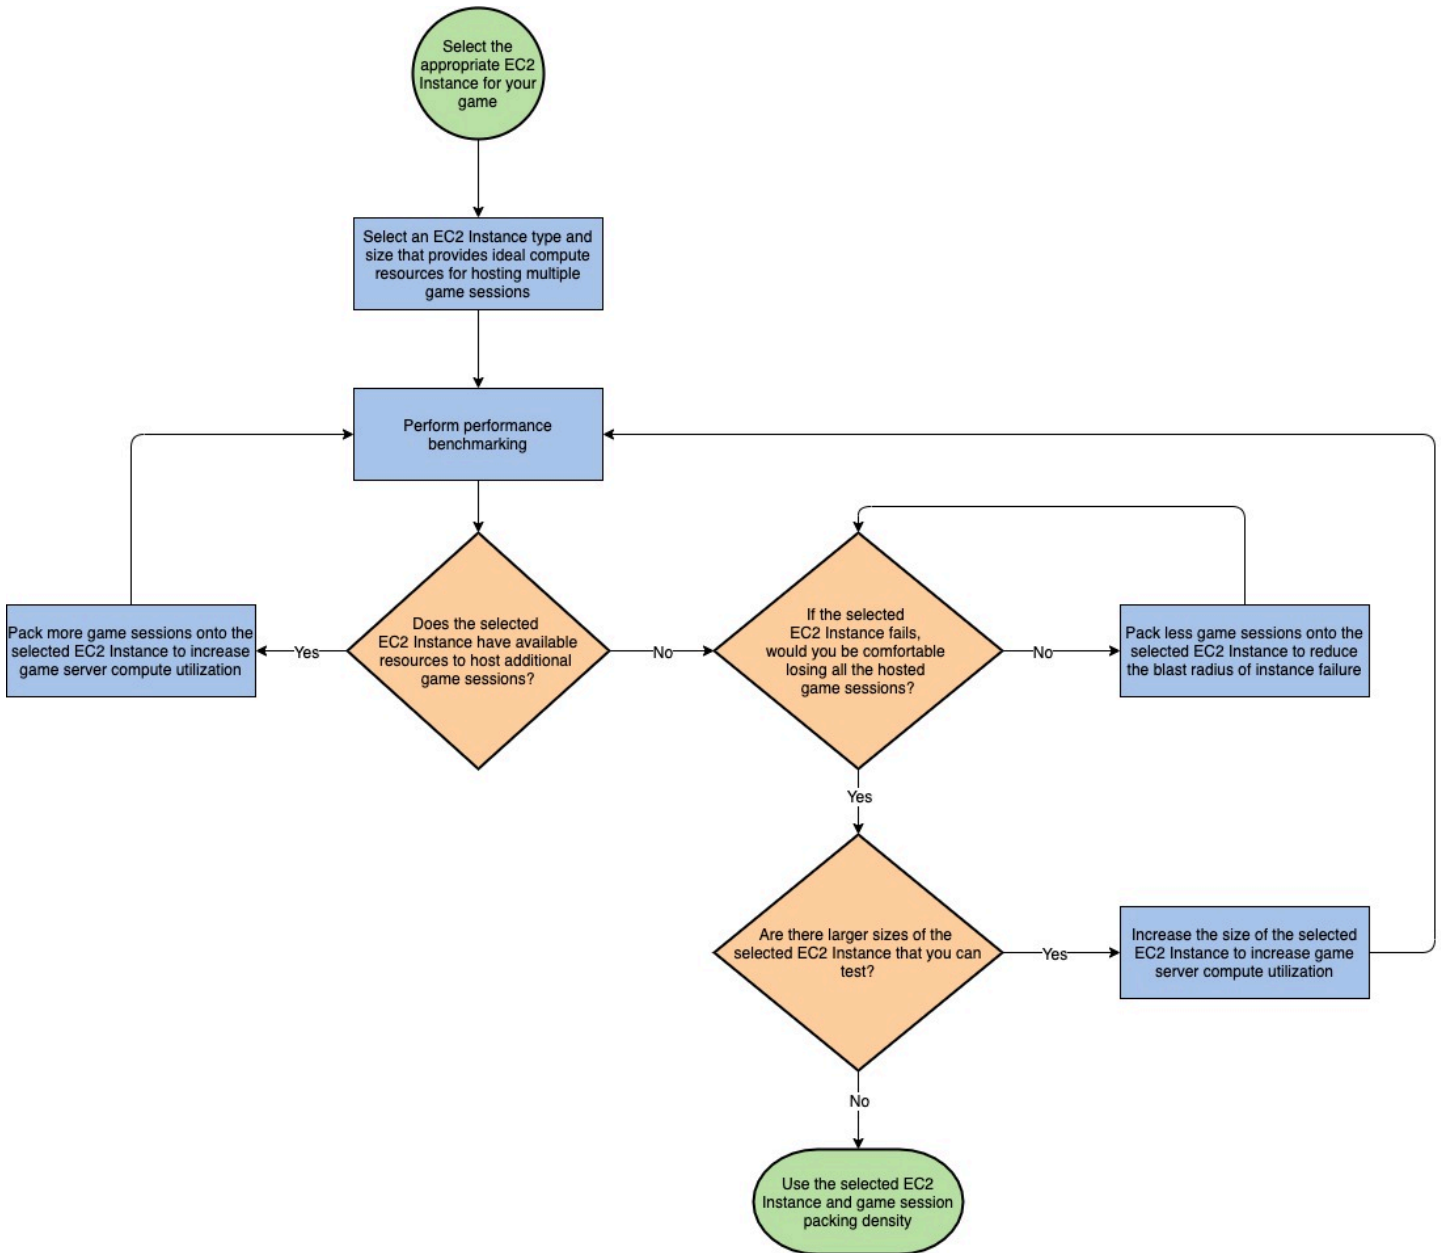 Select the
appropriate EC2
Instance for your
game
Select an EC2 Instance type and
size that provides ideal compute
resources for hosting multiple
game sessions
Perform performance
benchmarking
Pack more game sessions onto the
selected EC2 Instance to increase
game server compute utilization
Yes
Does the selected
EC2 Instance have available
resources to host additional
game sessions?
No
If the selected
EC2 Instance fails,
would you be comfortable
losing all the hosted
game sessions?
No
Pack less game sessions onto the
selected EC2 Instance to reduce
the blast radius of instance failure
Yes
Are there larger sizes of the
selected EC2 Instance that you can
test?
Yes
Increase the size of the selected
EC2 Instance to increase game
server compute utilization
No
Use the selected EC2
Instance and game session
packing density